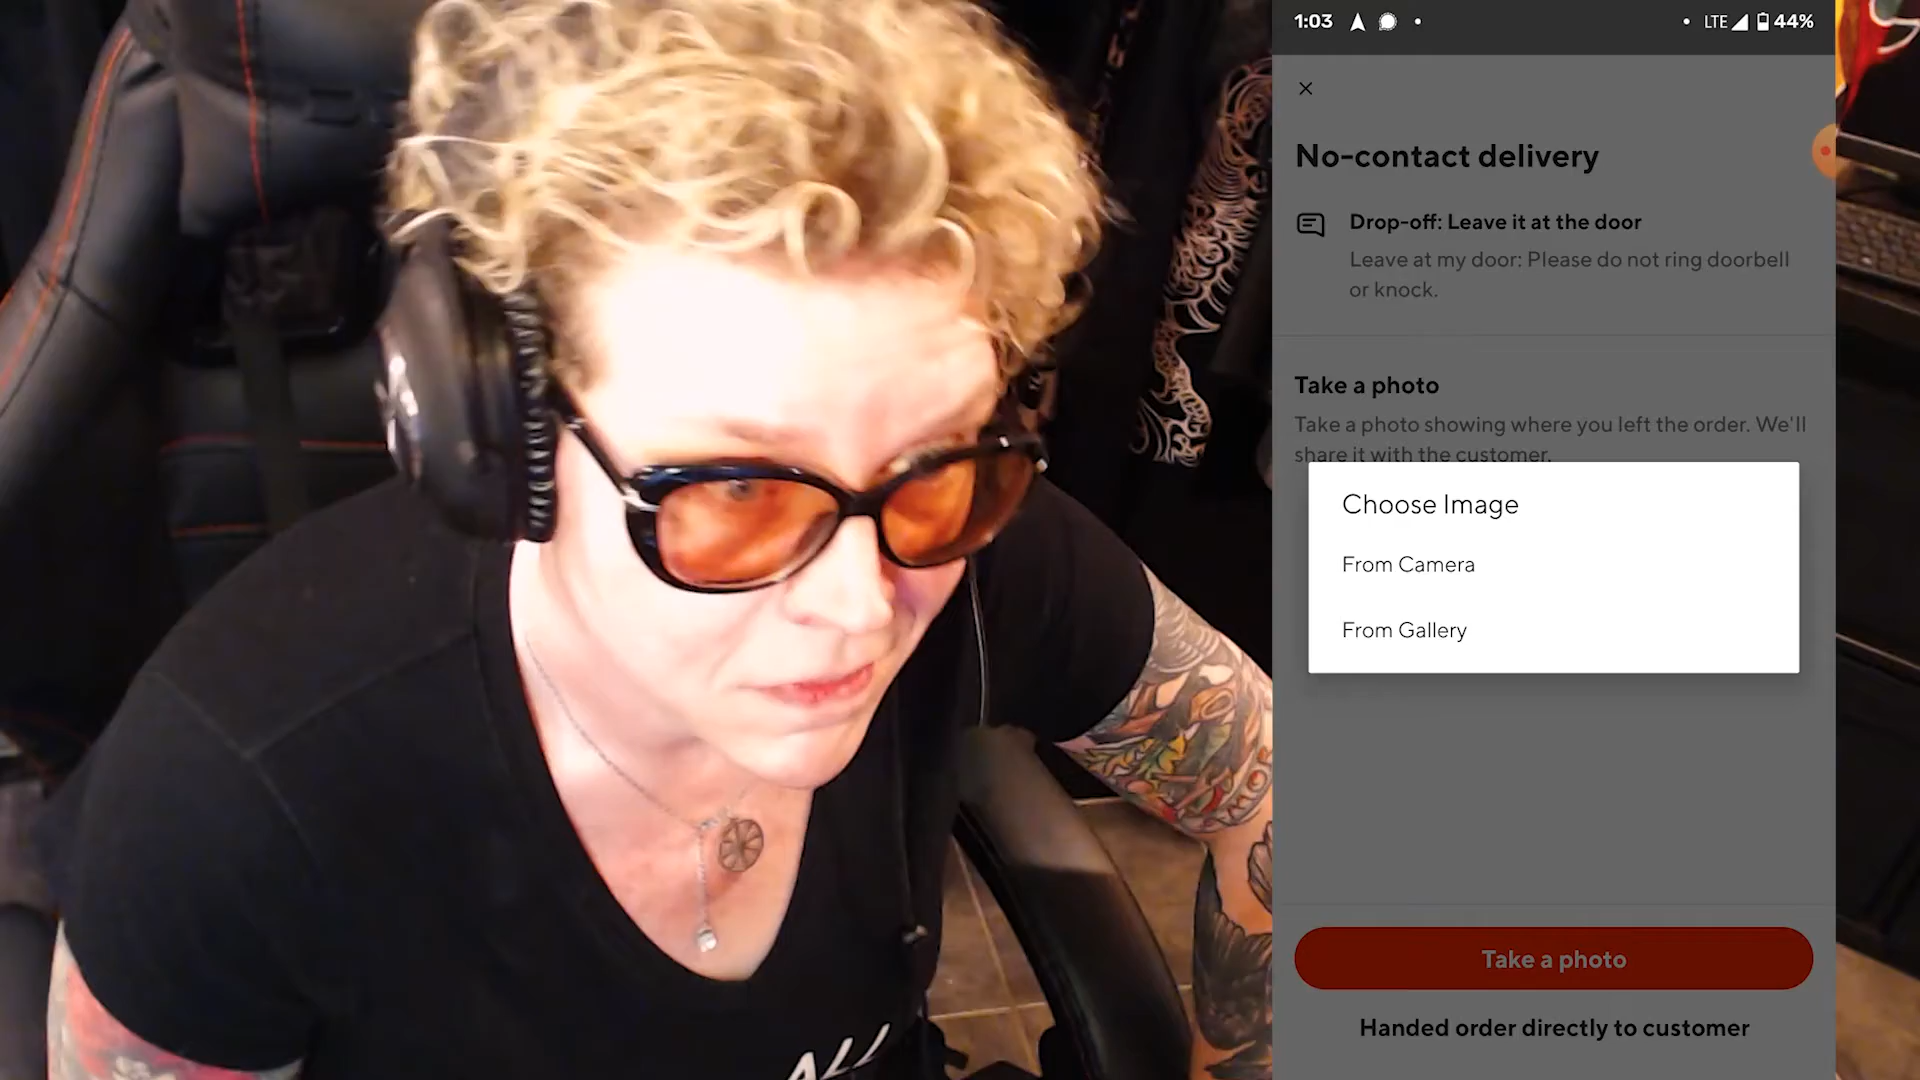 1:03
LTE 44%
No-contact delivery
Drop-off: Leave it at the door
Leave at my door: Please do not ring doorbell
or knock.
Take a photo
Take a photo showing where you left the order. We'll
share it with the customer.
Choose Image
From Camera
From Gallery
Take a photo
Handed order directly to customer
ALL